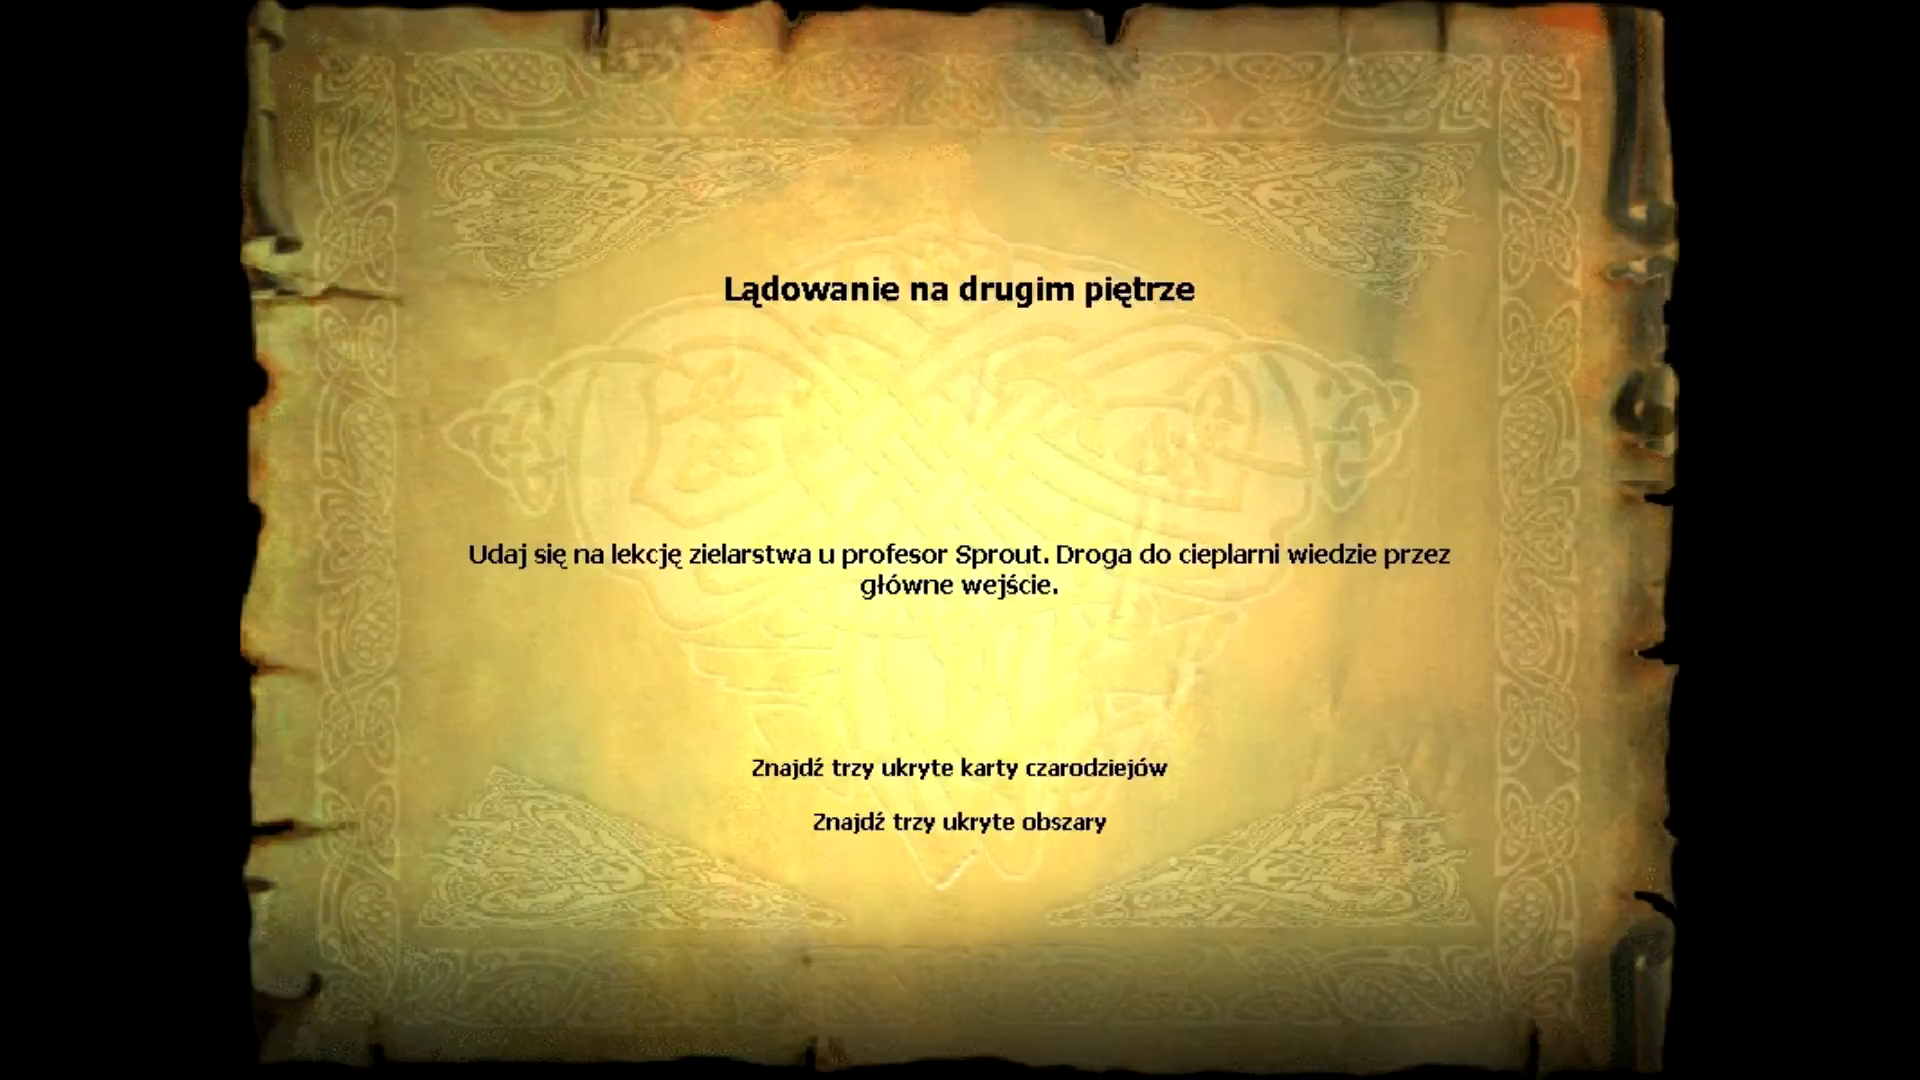 Lądowanie na drugim piętrze
Udaj się na lekcję zielarstwa u profesor Sprout. Droga do cieplarni wiedzie przez
główne wejście.
Znajdź trzy ukryte karty czarodziejów
Znajdź trzy ukryte obszary